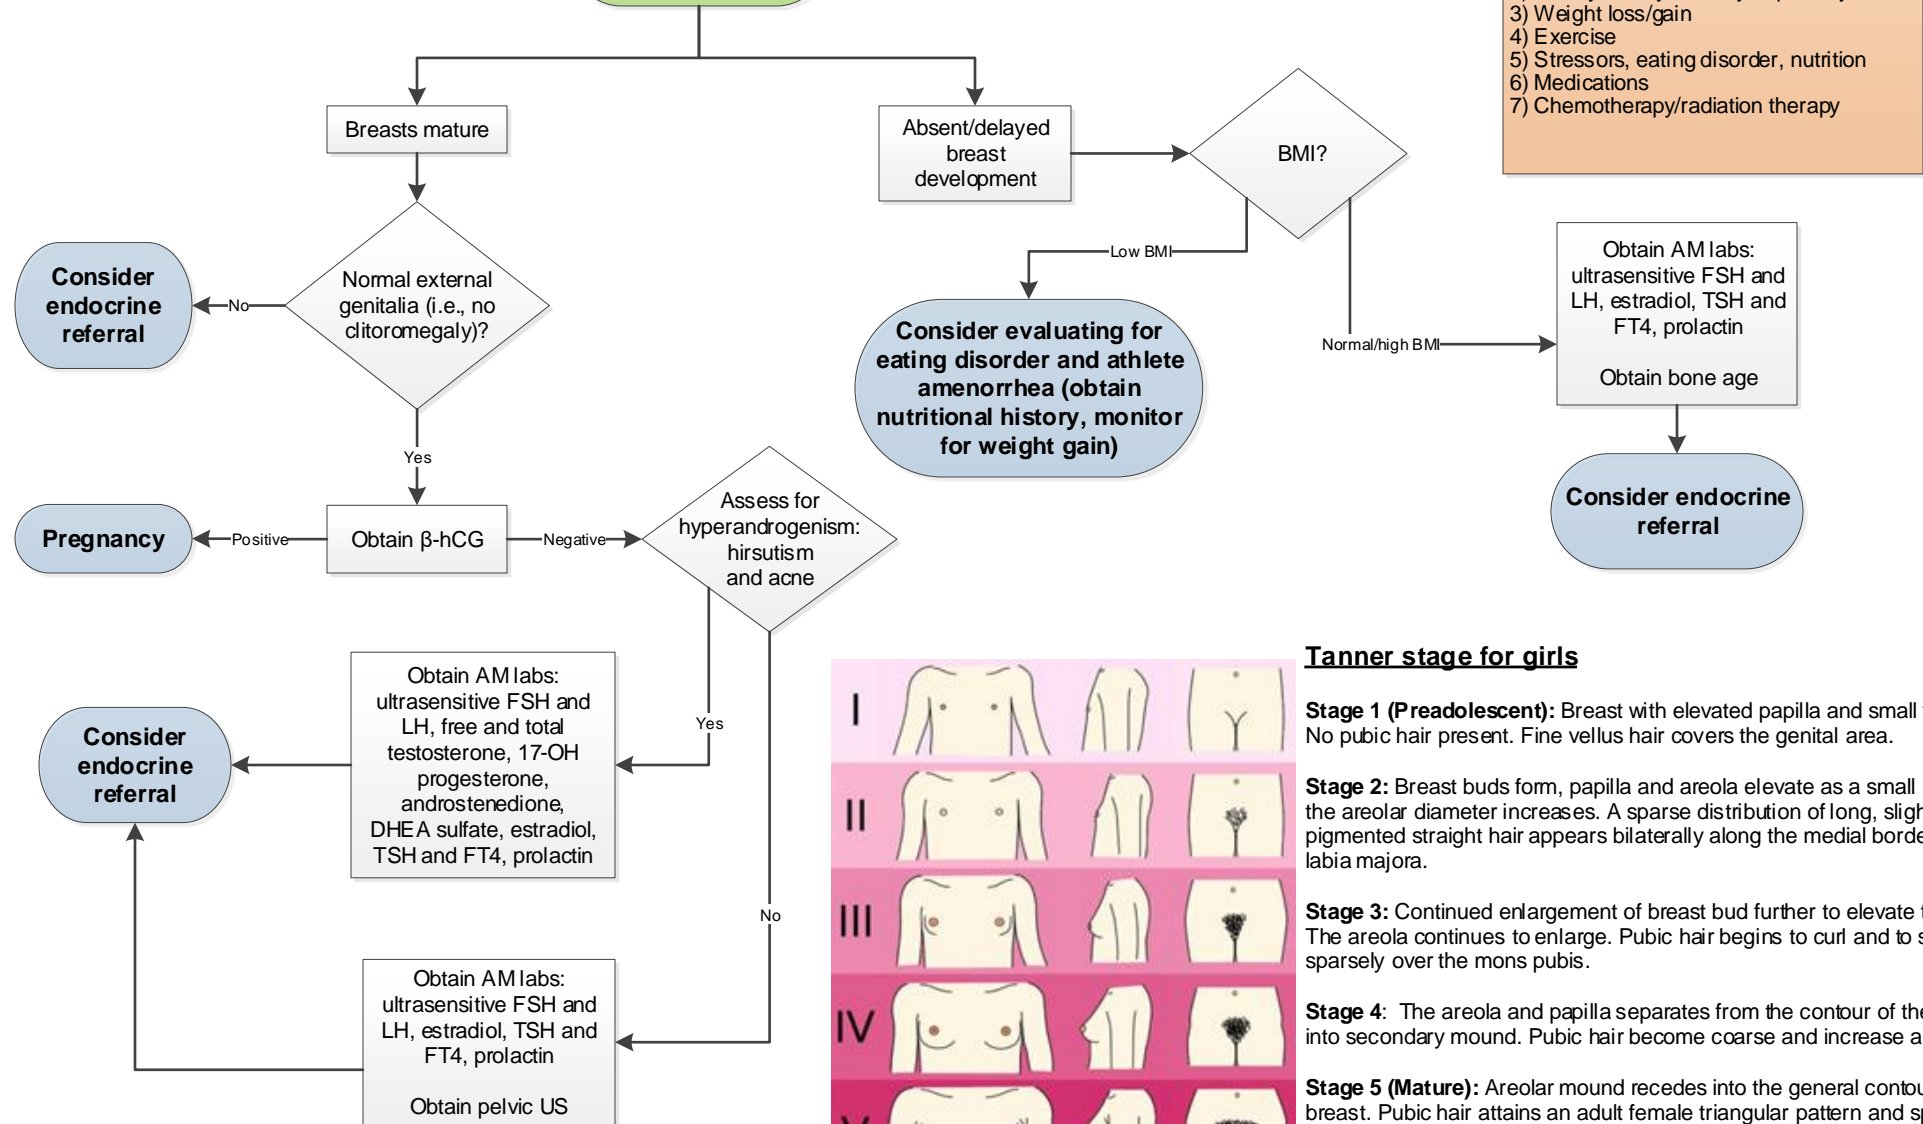 3) Weight loss/gain
4) Exercise
5) Stressors, eating disorder, nutrition
6) Medications
7) Chemotherapy/radiation therapy
Breasts mature
Absent/delayed
breast
development
BMI?
Low BMI
Normal/high BMI
Obtain AM labs:
ultrasensitive FSH and
LH, estradiol, TSH and
FT4, prolactin
Obtain bone age
Consider endocrine
referral
Consider evaluating for
eating disorder and athlete
amenorrhea (obtain
nutritional history, monitor
for weight gain)
Normal external
genitalia (i.e., no
clitoromegaly)?
No
Consider
endocrine
referral
Yes
Obtain β-hCG
Positive
Pregnancy
Negative
Assess for
hyperandrogenism:
hirsutism
and acne
Yes
Obtain AM labs:
ultrasensitive FSH and
LH, free and total
testosterone, 17-OH
progesterone,
androstenedione,
DHEA sulfate, estradiol,
TSH and FT4, prolactin
Consider
endocrine
referral
No
Obtain AM labs:
ultrasensitive FSH and
LH, estradiol, TSH and
FT4, prolactin
Obtain pelvic US
I
II
III
IV
V
Tanner stage for girls
Stage 1 (Preadolescent): Breast with elevated papilla and small
No pubic hair present. Fine vellus hair covers the genital area.
Stage 2: Breast buds form, papilla and areola elevate as a small
the areolar diameter increases. A sparse distribution of long, sligh
pigmented straight hair appears bilaterally along the medial borde
labia majora.
Stage 3: Continued enlargement of breast bud further to elevate
The areola continues to enlarge. Pubic hair begins to curl and to s
sparsely over the mons pubis.
Stage 4: The areola and papilla separates from the contour of the
into secondary mound. Pubic hair become coarse and increase a
Stage 5 (Mature): Areolar mound recedes into the general contou
breast. Pubic hair attains an adult female triangular pattern and sp